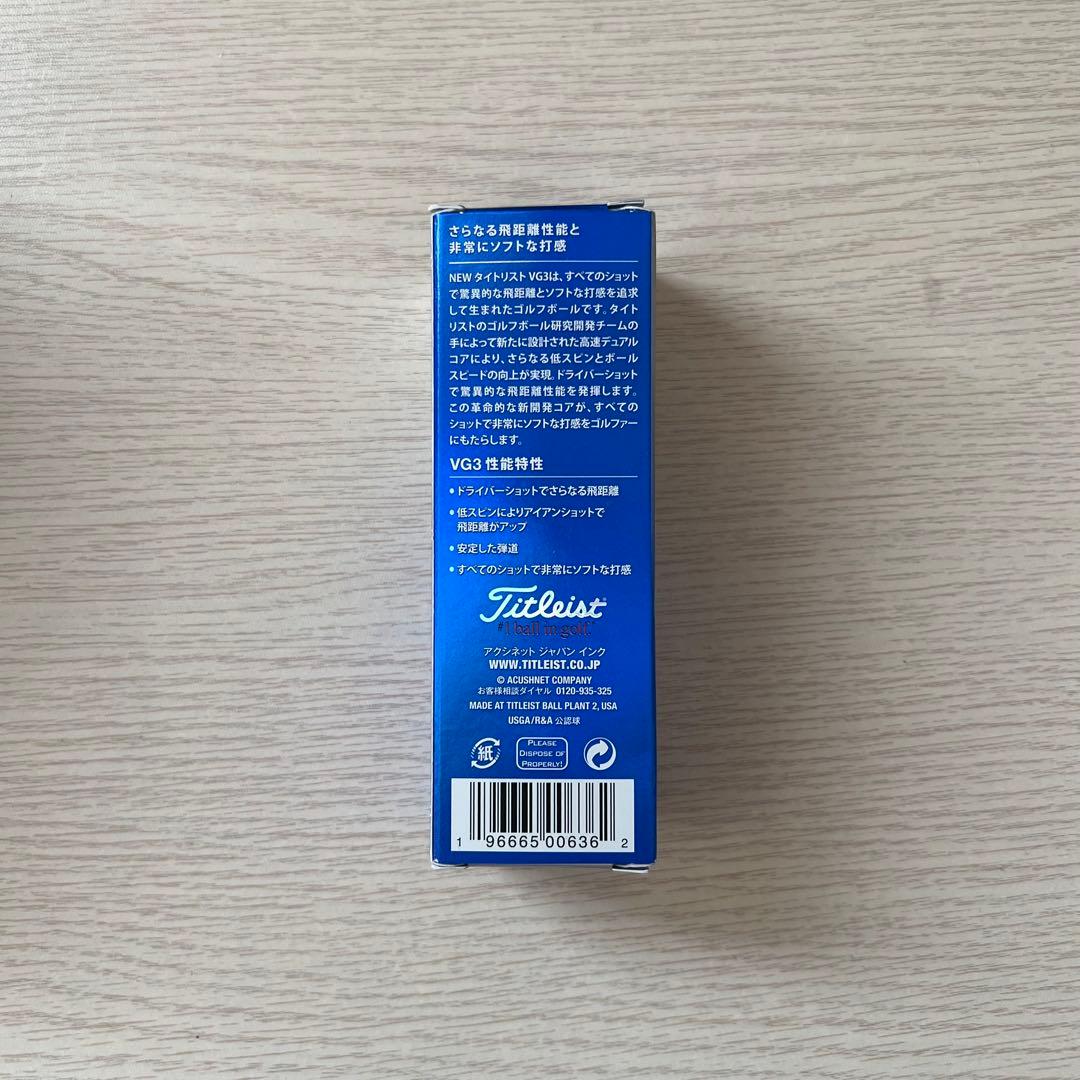 さらなる飛距離性能と
非常にソフトな打感
NEW タイトリスト VG3は、すべてのショット
で驚異的な飛距離とソフトな打感を追求
して生まれたゴルフボールです。タイト
リストのゴルフボール研究開発チームの
手によって新たに設計された高速デュアル
コアにより、さらなる低スピンとボール
スピードの向上が実現。ドライバーショット
で驚異的な飛距離性能を発揮します。
この革命的な新開発コアが、すべての
ショットで非常にソフトな打感をゴルファー
にもたらします。
VG3 性能特性
• ドライバーショットでさらなる飛距離
• 低スピンによりアイアンショットで
飛距離がアップ
• 安定した弾道
• すべてのショットで非常にソフトな打感
Titleist®
#1 ball in golf.
アクシネット ジャパン インク
WWW.TITLEIST.CO.JP
© ACUSHNET COMPANY
お客様相談ダイヤル 0120-935-325
MADE AT TITLEIST BALL PLANT 2, USA
USGA/R&A 公認球
紙
PLEASE
DISPOSE OF
PROPERLY!
1 96665 00636 2